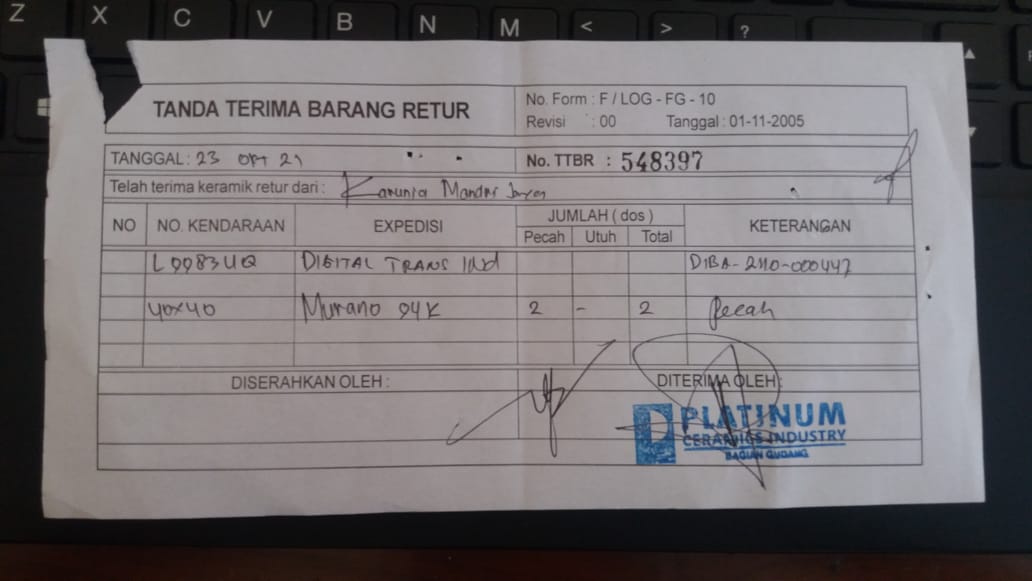 Z X C V B N M < > ?
TANDA TERIMA BARANG RETUR
No. Form : F / LOG - FG - 10
Revisi : 00 Tanggal : 01-11-2005
TANGGAL : 23 okt 21 No. TTBR : 548397
Telah terima keramik retur dari : Karunia Mandiri Jaya
NO NO. KENDARAAN EXPEDISI JUMLAH ( dos ) KETERANGAN
Pecah Utuh Total
L 9983 UQ DIGITAL TRANS IND DIBA-2110-000447
40x40 Murano 04K 2 - 2 Pecah
DISERAHKAN OLEH : DITERIMA OLEH :
PLATINUM
CERAMICS INDUSTRY
BAGIAN GUDANG